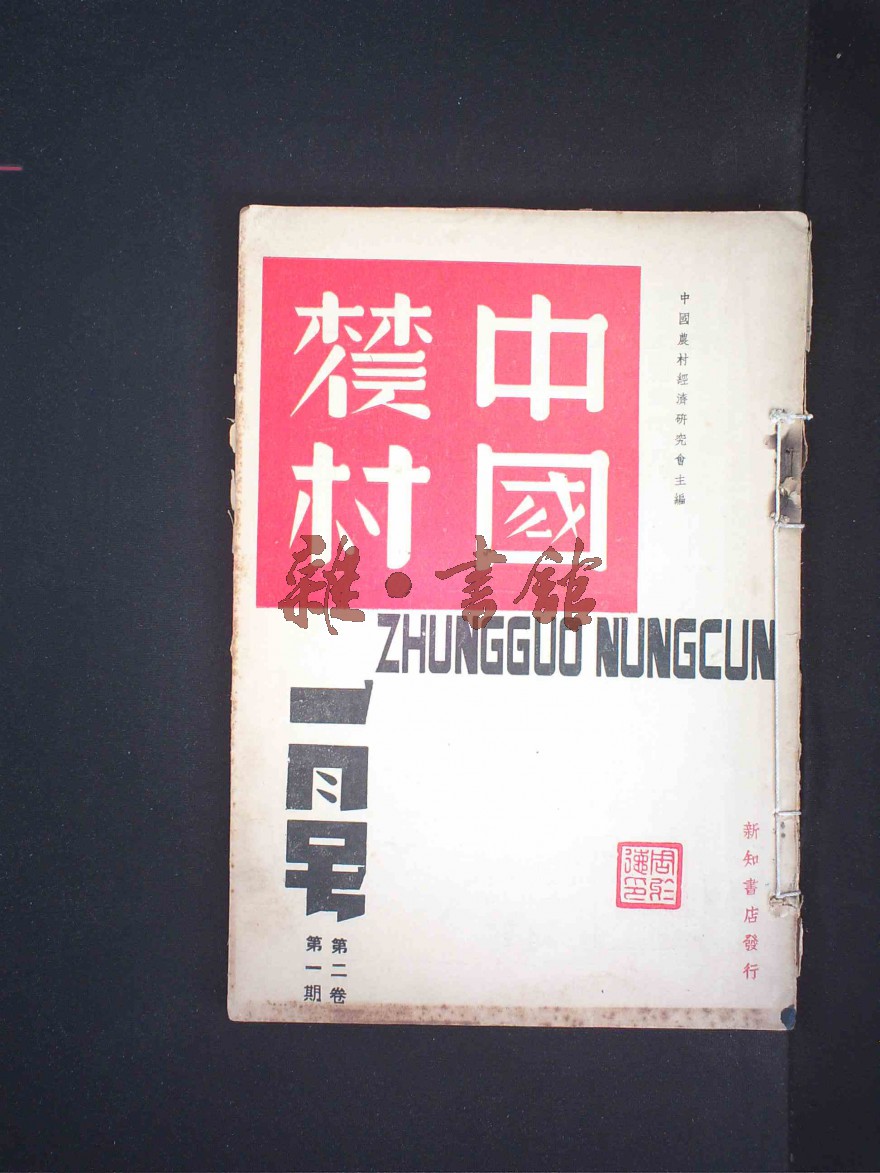 中國
農村
中國農村經濟研究會主編
ZHUNGGUO NUNGCUN
一月号
第二卷
第一期
新知書店發行
雜·書館